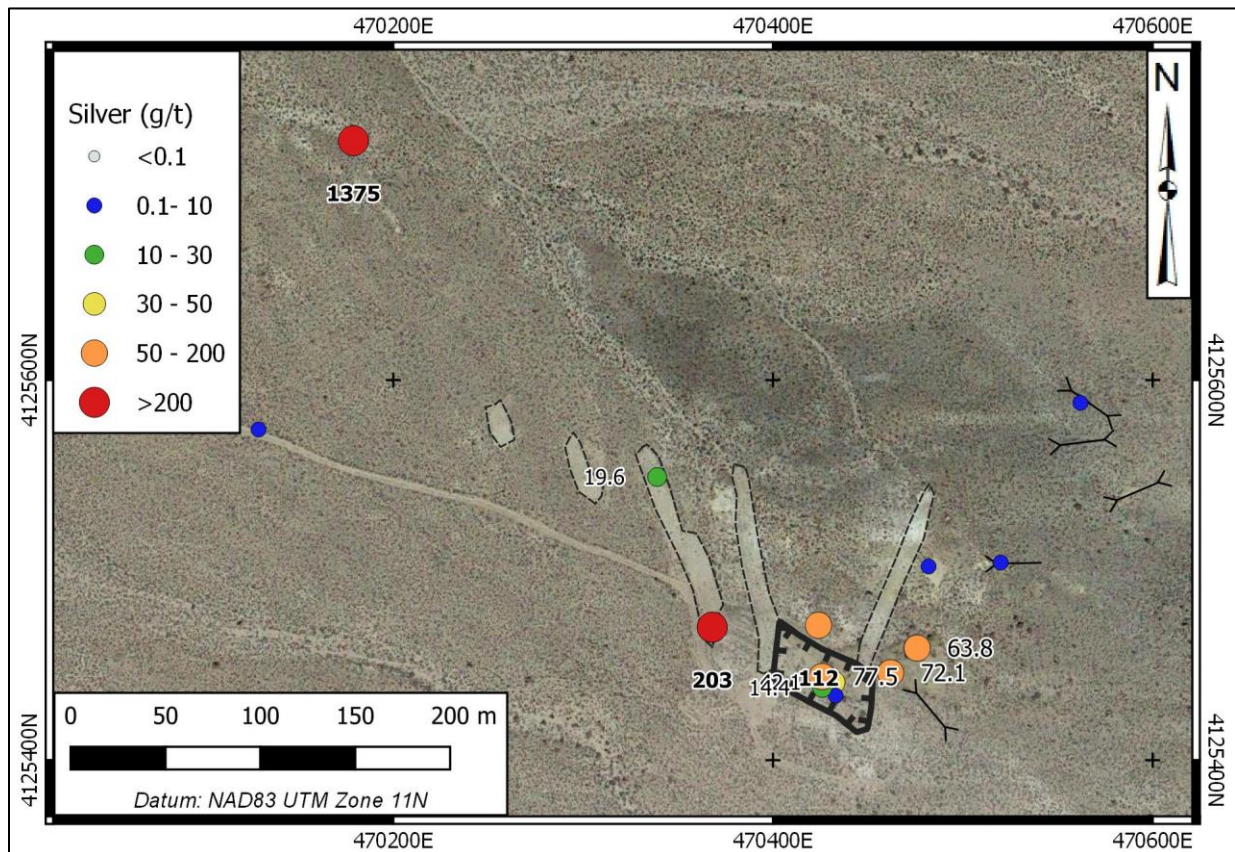 470200E
470400E
470600E
N
Silver (g/t)
<0.1
0.1- 10
10 - 30
30 - 50
50 - 200
>200
1375
4125600N
4125600N
19.6
63.8
77.5
72.1
203
14.4
112
0
50
100
150
200 m
Datum: NAD83 UTM Zone 11N
4125400N
4125400N
470200E
470400E
470600E